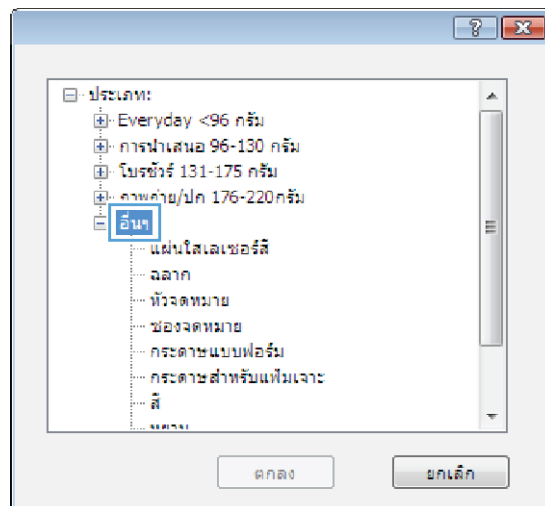 ประเภท:
Everyday <96 กรัม
การนำเสนอ 96-130 กรัม
โบรชัวร์ 131-175 กรัม
ภาพถ่าย/ปก 176-220กรัม
อื่นๆ
แผ่นใสเลเซอร์สี
ฉลาก
หัวจดหมาย
ซองจดหมาย
กระดาษแบบฟอร์ม
กระดาษสำหรับแฟ้มเจาะ
สี
หยาบ
ตกลง
ยกเลิก